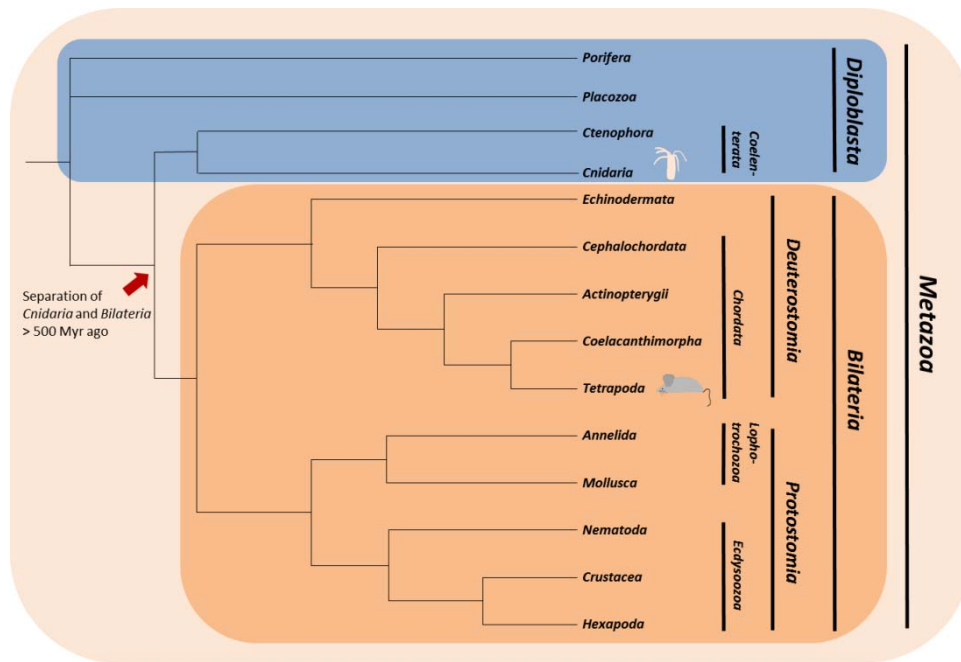 Porifera
Placozoa
Ctenophora
Cnidaria
Coelen-
terata
Diploblasta
Echinodermata
Cephalochordata
Actinopterygii
Coelacanthimorpha
Tetrapoda
Chordata
Deuterostomia
Annelida
Mollusca
Lopho-
trochozoa
Nematoda
Crustacea
Hexapoda
Ecdysoozoa
Protostomia
Bilateria
Metazoa
Separation of
Cnidaria and Bilateria
> 500 Myr ago